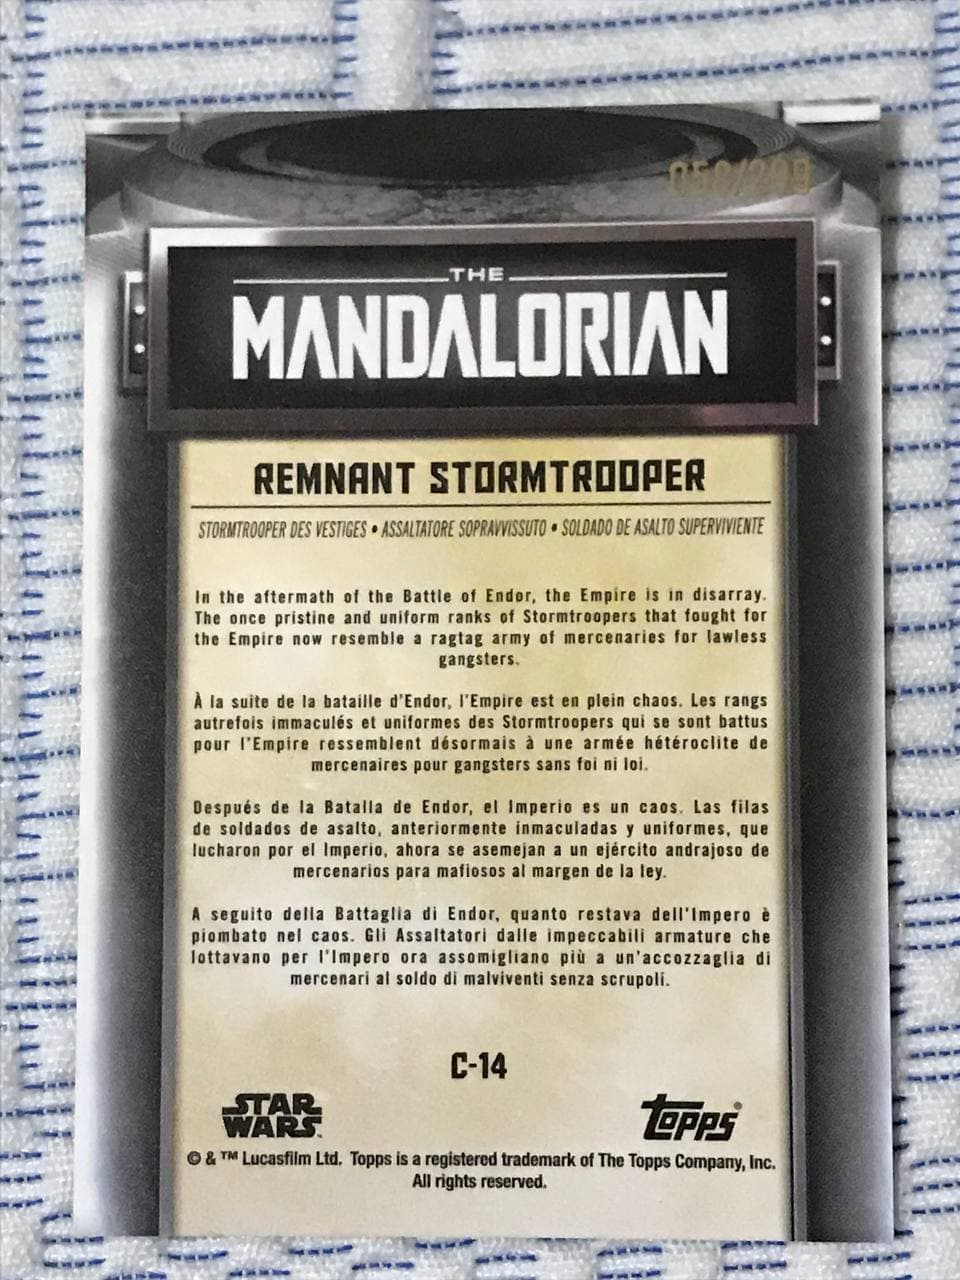 THE
MANDALORIAN
REMNANT STORMTROOPER
STORMTROOPER DES VESTIGES • ASSALTATORE SOPRAVVISSUTO • SOLDADO DE ASALTO SUPERVIVIENTE
In the aftermath of the Battle of Endor, the Empire is in disarray.
The once pristine and uniform ranks of Stormtroopers that fought for
the Empire now resemble a ragtag army of mercenaries for lawless
gangsters.
À la suite de la bataille d'Endor, l'Empire est en plein chaos. Les rangs
autrefois immaculés et uniformes des Stormtroopers qui se sont battus
pour l'Empire ressemblent désormais à une armée hétéroclite de
mercenaires pour gangsters sans foi ni loi.
Después de la Batalla de Endor, el Imperio es un caos. Las filas
de soldados de asalto, anteriormente inmaculadas y uniformes, que
lucharon por el Imperio, ahora se asemejan a un ejército andrajoso de
mercenarios para mafiosos al margen de la ley.
A seguito della Battaglia di Endor, quanto restava dell'Impero è
piombato nel caos. Gli Assaltatori dalle impeccabili armature che
lottavano per l'Impero ora assomigliano più a un'accozzaglia di
mercenari al soldo di malviventi senza scrupoli.
C-14
STAR
WARS™
Topps®
© & ™ Lucasfilm Ltd. Topps is a registered trademark of The Topps Company, Inc.
All rights reserved.